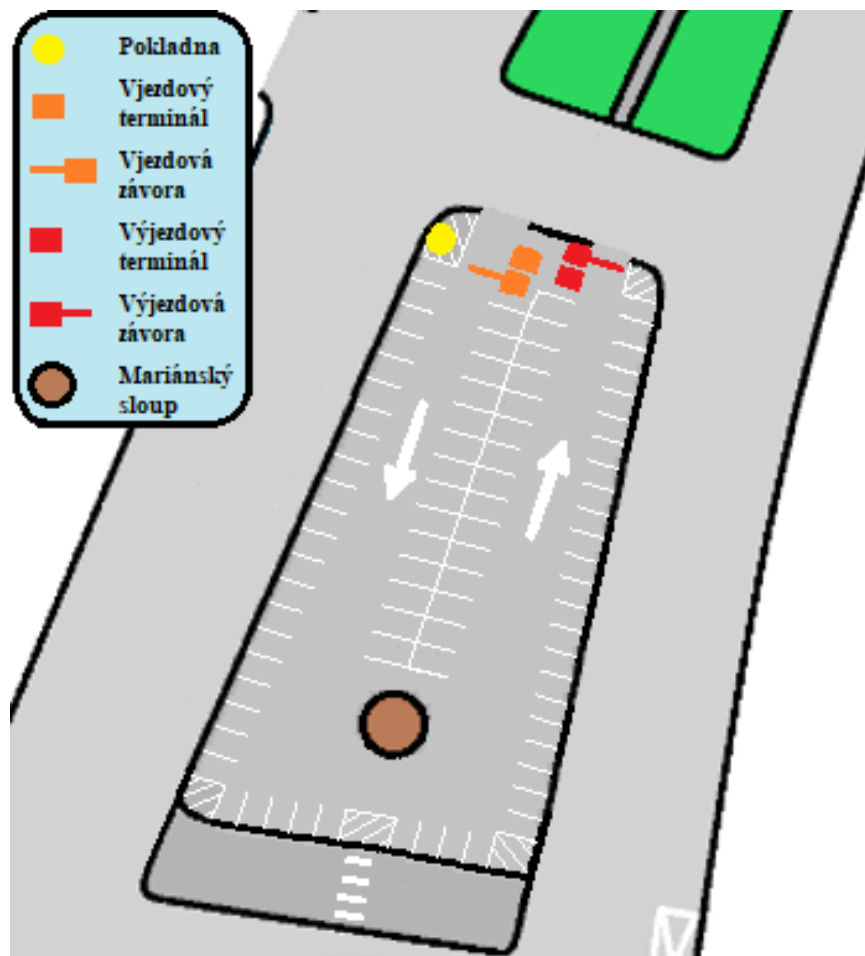 Pokladna
Vjezdový
terminál
Vjezdová
závora
Výjezdový
terminál
Výjezdová
závora
Mariánský
sloup